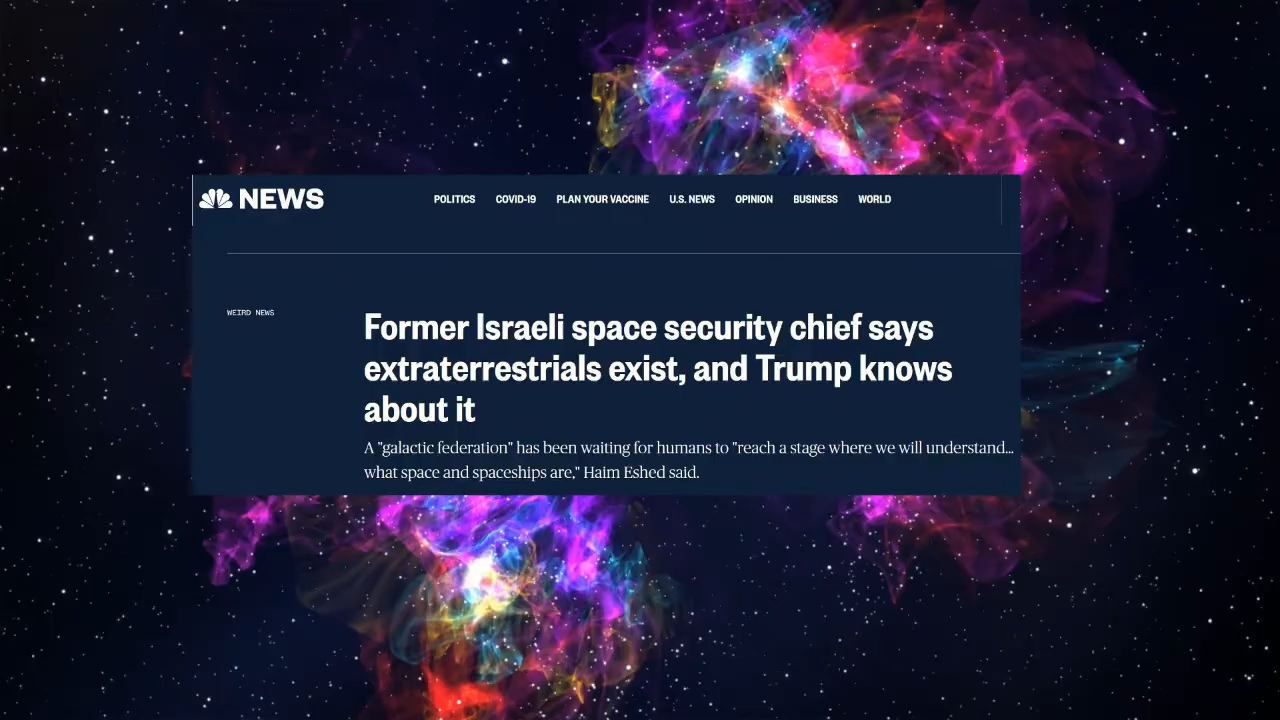 NEWS
POLITICS COVID-19 PLAN YOUR VACCINE U.S. NEWS OPINION BUSINESS WORLD
WEIRD NEWS
Former Israeli space security chief says
extraterrestrials exist, and Trump knows
about it
A "galactic federation" has been waiting for humans to "reach a stage where we will understand...
what space and spaceships are," Haim Eshed said.